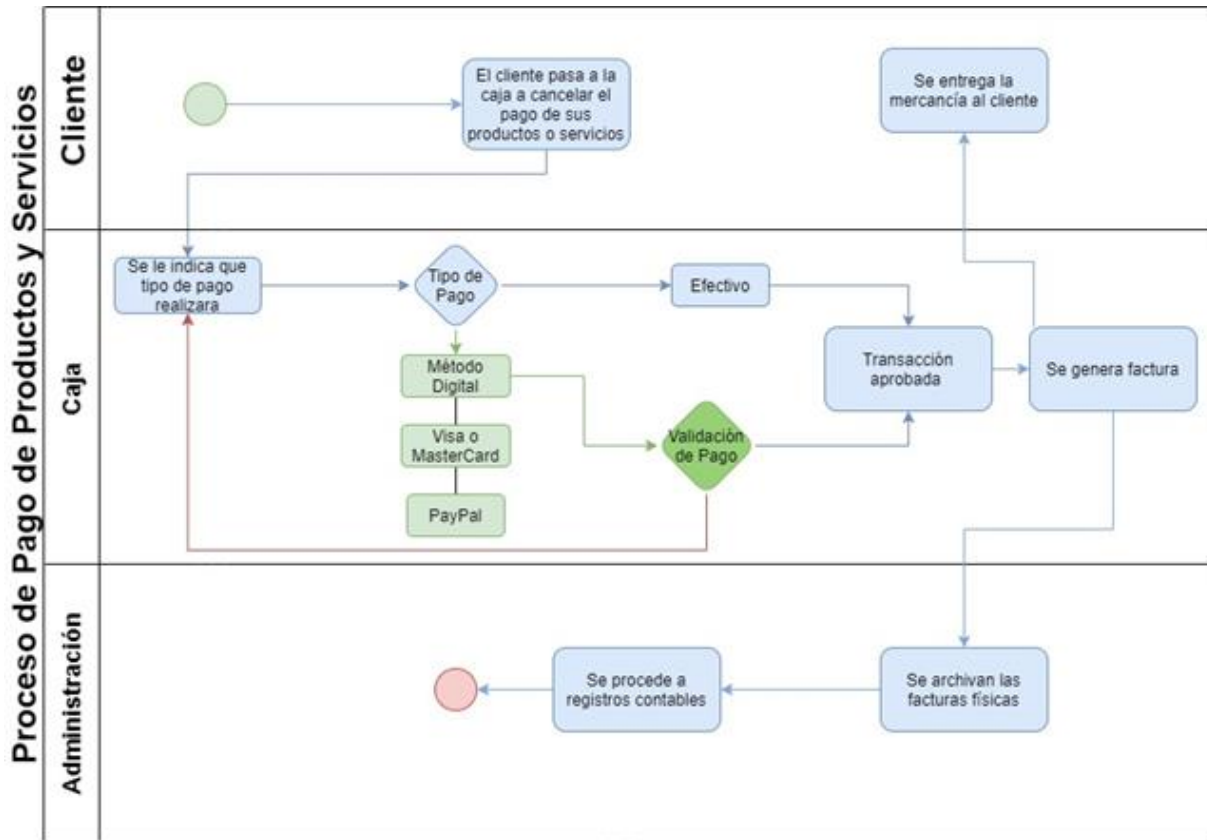 Proceso de Pago de Productos y Servicios
Cliente
El cliente pasa a la
caja a cancelar el
pago de sus
productos o servicios
Se entrega la
mercancía al cliente
Caja
Se le indica que
tipo de pago
realizara
Tipo de
Pago
Efectivo
Método
Digital
Visa o
MasterCard
PayPal
Validación
de Pago
Transacción
aprobada
Se genera factura
Administración
Se procede a
registros contables
Se archivan las
facturas físicas